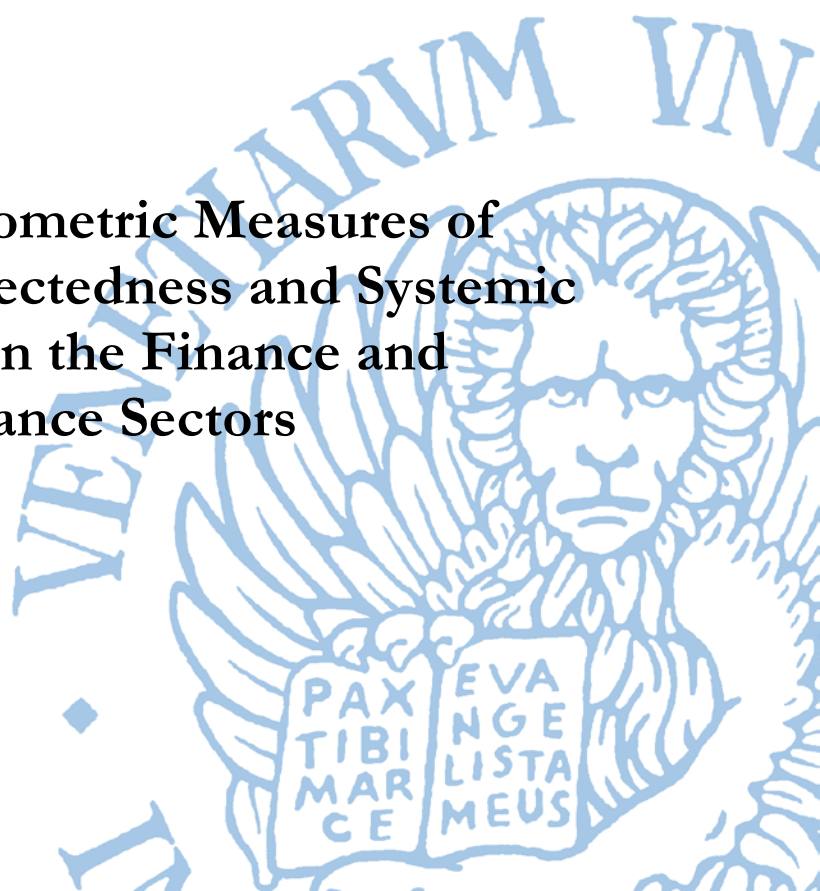 VENETIARVM VN
ometric Measures of
ectedness and Systemic
n the Finance and
ance Sectors
PAX
TIBI
MAR
CE
EVA
NGE
LISTA
MEUS